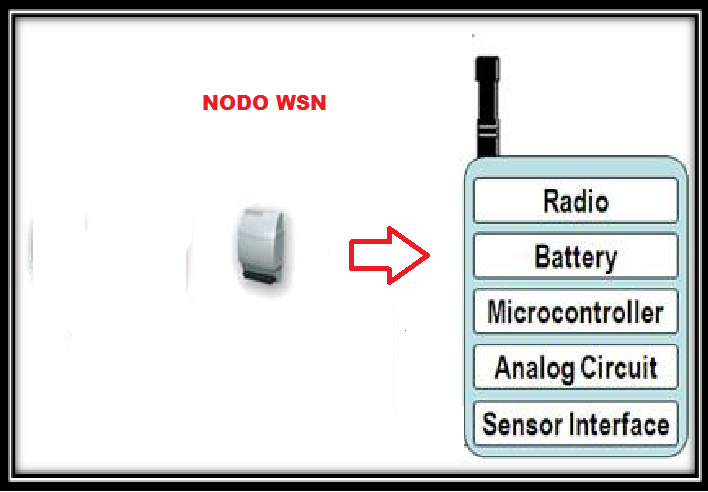 NODO WSN
Radio
Battery
Microcontroller
Analog Circuit
Sensor Interface